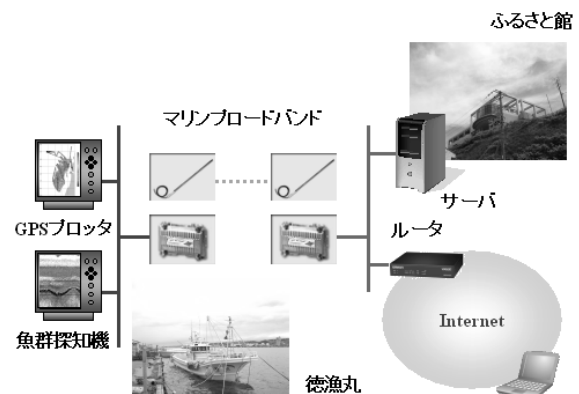 ふるさと館
マリンブロードバンド
サーバ
GPSプロッタ
ルータ
魚群探知機
Internet
徳漁丸